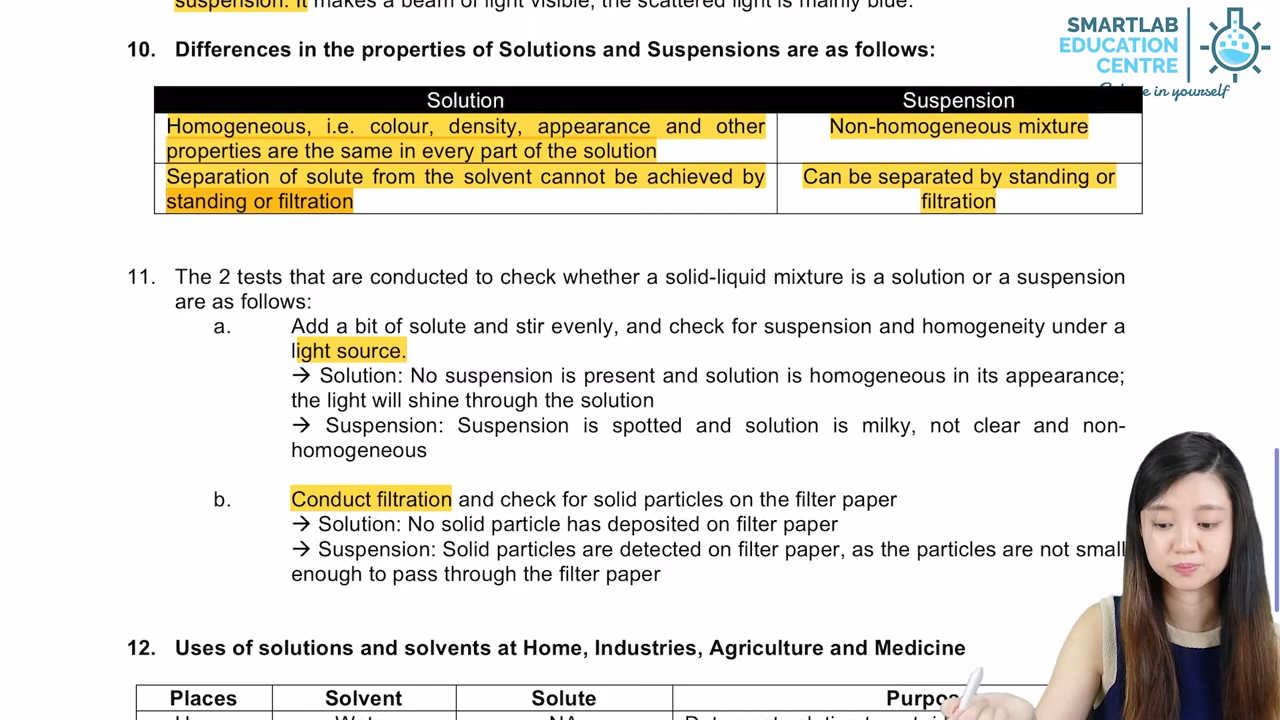 suspension. It makes a beam of light visible, the scattered light is mainly blue.
SMARTLAB
EDUCATION
CENTRE
in yourself
10. Differences in the properties of Solutions and Suspensions are as follows:
Solution Suspension
Homogeneous, i.e. colour, density, appearance and other Non-homogeneous mixture
properties are the same in every part of the solution
Separation of solute from the solvent cannot be achieved by Can be separated by standing or
standing or filtration filtration
11. The 2 tests that are conducted to check whether a solid-liquid mixture is a solution or a suspension
are as follows:
a. Add a bit of solute and stir evenly, and check for suspension and homogeneity under a
light source.
→ Solution: No suspension is present and solution is homogeneous in its appearance;
the light will shine through the solution
→ Suspension: Suspension is spotted and solution is milky, not clear and non-
homogeneous
b. Conduct filtration and check for solid particles on the filter paper
→ Solution: No solid particle has deposited on filter paper
→ Suspension: Solid particles are detected on filter paper, as the particles are not small
enough to pass through the filter paper
12. Uses of solutions and solvents at Home, Industries, Agriculture and Medicine
Places Solvent Solute